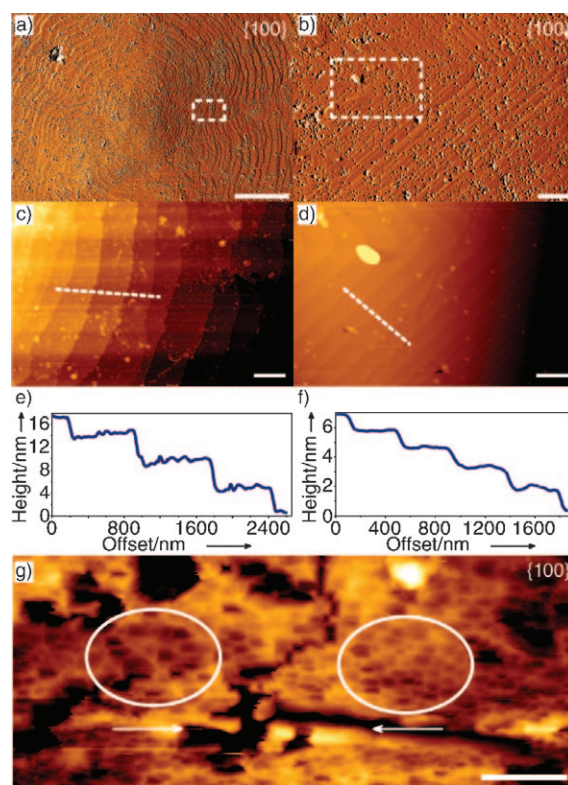 a) {100}
b) {100}
c)
d)
e)
Height/nm
16
12
8
4
0
0 800 1600 2400
Offset/nm
f)
Height/nm
6
4
2
0
0 400 800 1200 1600
Offset/nm
g) {100}